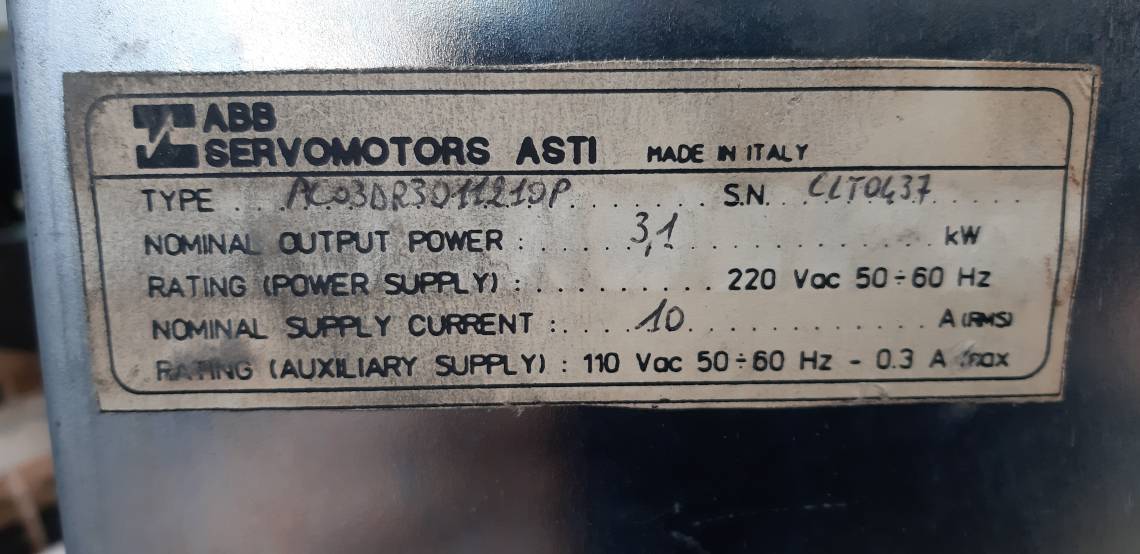 ABB
SERVOMOTORS ASTI MADE IN ITALY
TYPE .. AC03DR3011210P ........ S.N. .. CLT0437 .....
NOMINAL OUTPUT POWER : ..... 3,1 ............ kW
RATING (POWER SUPPLY) : .......... 220 Vac 50÷60 Hz
NOMINAL SUPPLY CURRENT : .... 10 ............ A (RMS)
RATING (AUXILIARY SUPPLY) : 110 Vac 50÷60 Hz - 0.3 A max